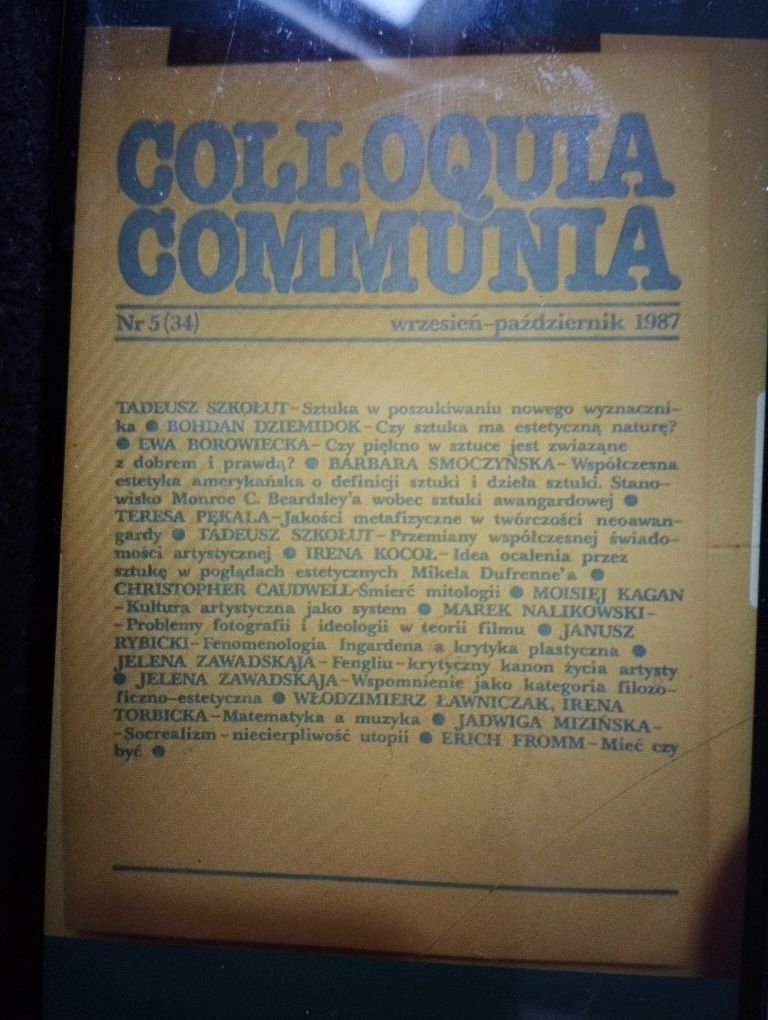 COLLOQUIA
COMMUNIA
Nr 5 (34) wrzesień-październik 1987
TADEUSZ SZKOŁUT-Sztuka w poszukiwaniu nowego wyznaczni-
ka ● BOHDAN DZIEMIDOK-Czy sztuka ma estetyczną naturę?
● EWA BOROWIECKA-Czy piękno w sztuce jest związane
z dobrem i prawdą? ● BARBARA SMOCZYŃSKA-Współczesna
estetyka amerykańska o definicji sztuki i dzieła sztuki. Stano-
wisko Monroe C. Beardsley'a wobec sztuki awangardowej ●
TERESA PĘKALA-Jakości metafizyczne w twórczości neoawan-
gardy ● TADEUSZ SZKOŁUT-Przemiany współczesnej świado-
mości artystycznej ● IRENA KOCOŁ-Idea ocalenia przez
sztukę w poglądach estetycznych Mikela Dufrenne'a ●
CHRISTOPHER CAUDWELL-Śmierć mitologii ● MOISIEJ KAGAN
-Kultura artystyczna jako system ● MAREK NALIKOWSKI-
-Problemy fotografii i ideologii w teorii filmu ● JANUSZ
RYBICKI-Fenomenologia Ingardena a krytyka plastyczna ●
JELENA ZAWADSKAJA-Fengliu-krytyczny kanon życia artysty
● JELENA ZAWADSKAJA-Wspomnienie jako kategoria filozo-
ficzno-estetyczna ● WŁODZIMIERZ ŁAWNICZAK, IRENA
TORBICKA-Matematyka a muzyka ● JADWIGA MIZIŃSKA-
-Socrealizm-niecierpliwość utopii ● ERICH FROMM-Mieć czy
być ●